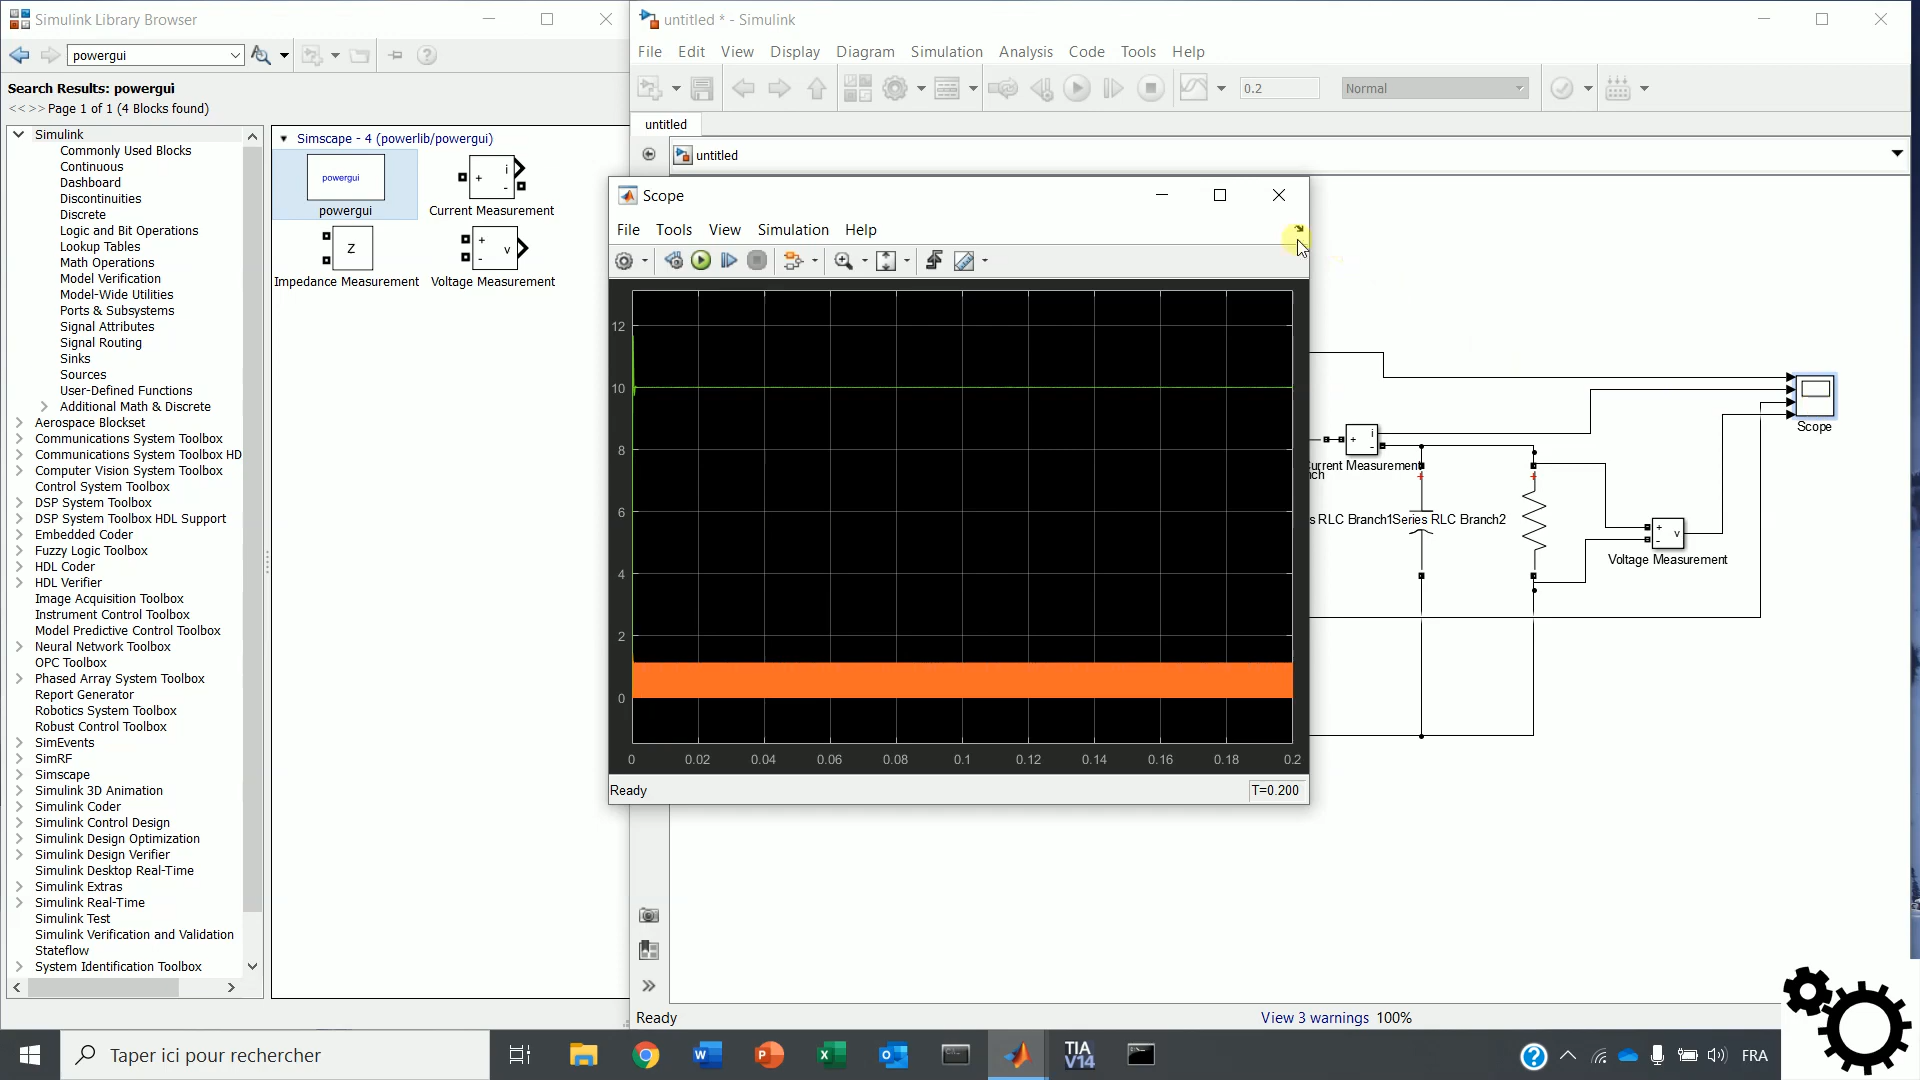 Simulink Library Browser
powergui
Search Results: powergui
<< >> Page 1 of 1 (4 Blocks found)
Simulink
Commonly Used Blocks
Continuous
Dashboard
Discontinuities
Discrete
Logic and Bit Operations
Lookup Tables
Math Operations
Model Verification
Model-Wide Utilities
Ports & Subsystems
Signal Attributes
Signal Routing
Sinks
Sources
User-Defined Functions
Additional Math & Discrete
Aerospace Blockset
Communications System Toolbox
Communications System Toolbox HD
Computer Vision System Toolbox
Control System Toolbox
DSP System Toolbox
DSP System Toolbox HDL Support
Embedded Coder
Fuzzy Logic Toolbox
HDL Coder
HDL Verifier
Image Acquisition Toolbox
Instrument Control Toolbox
Model Predictive Control Toolbox
Neural Network Toolbox
OPC Toolbox
Phased Array System Toolbox
Report Generator
Robotics System Toolbox
Robust Control Toolbox
SimEvents
SimRF
Simscape
Simulink 3D Animation
Simulink Coder
Simulink Control Design
Simulink Design Optimization
Simulink Design Verifier
Simulink Desktop Real-Time
Simulink Extras
Simulink Real-Time
Simulink Test
Simulink Verification and Validation
Stateflow
System Identification Toolbox
Simscape - 4 (powerlib/powergui)
powergui
powergui
+ i -
Current Measurement
Z
Impedance Measurement
+ v -
Voltage Measurement
untitled * - Simulink
File Edit View Display Diagram Simulation Analysis Code Tools Help
0.2
Normal
untitled
untitled
Scope
File Tools View Simulation Help
12
10
8
6
4
2
0
0 0.02 0.04 0.06 0.08 0.1 0.12 0.14 0.16 0.18 0.2
Ready
T=0.200
Scope
+ i -
urrent Measurement
nch
s RLC Branch1Series RLC Branch2
+ v -
Voltage Measurement
Ready
View 3 warnings 100%
Taper ici pour rechercher
TIA V14
FRA